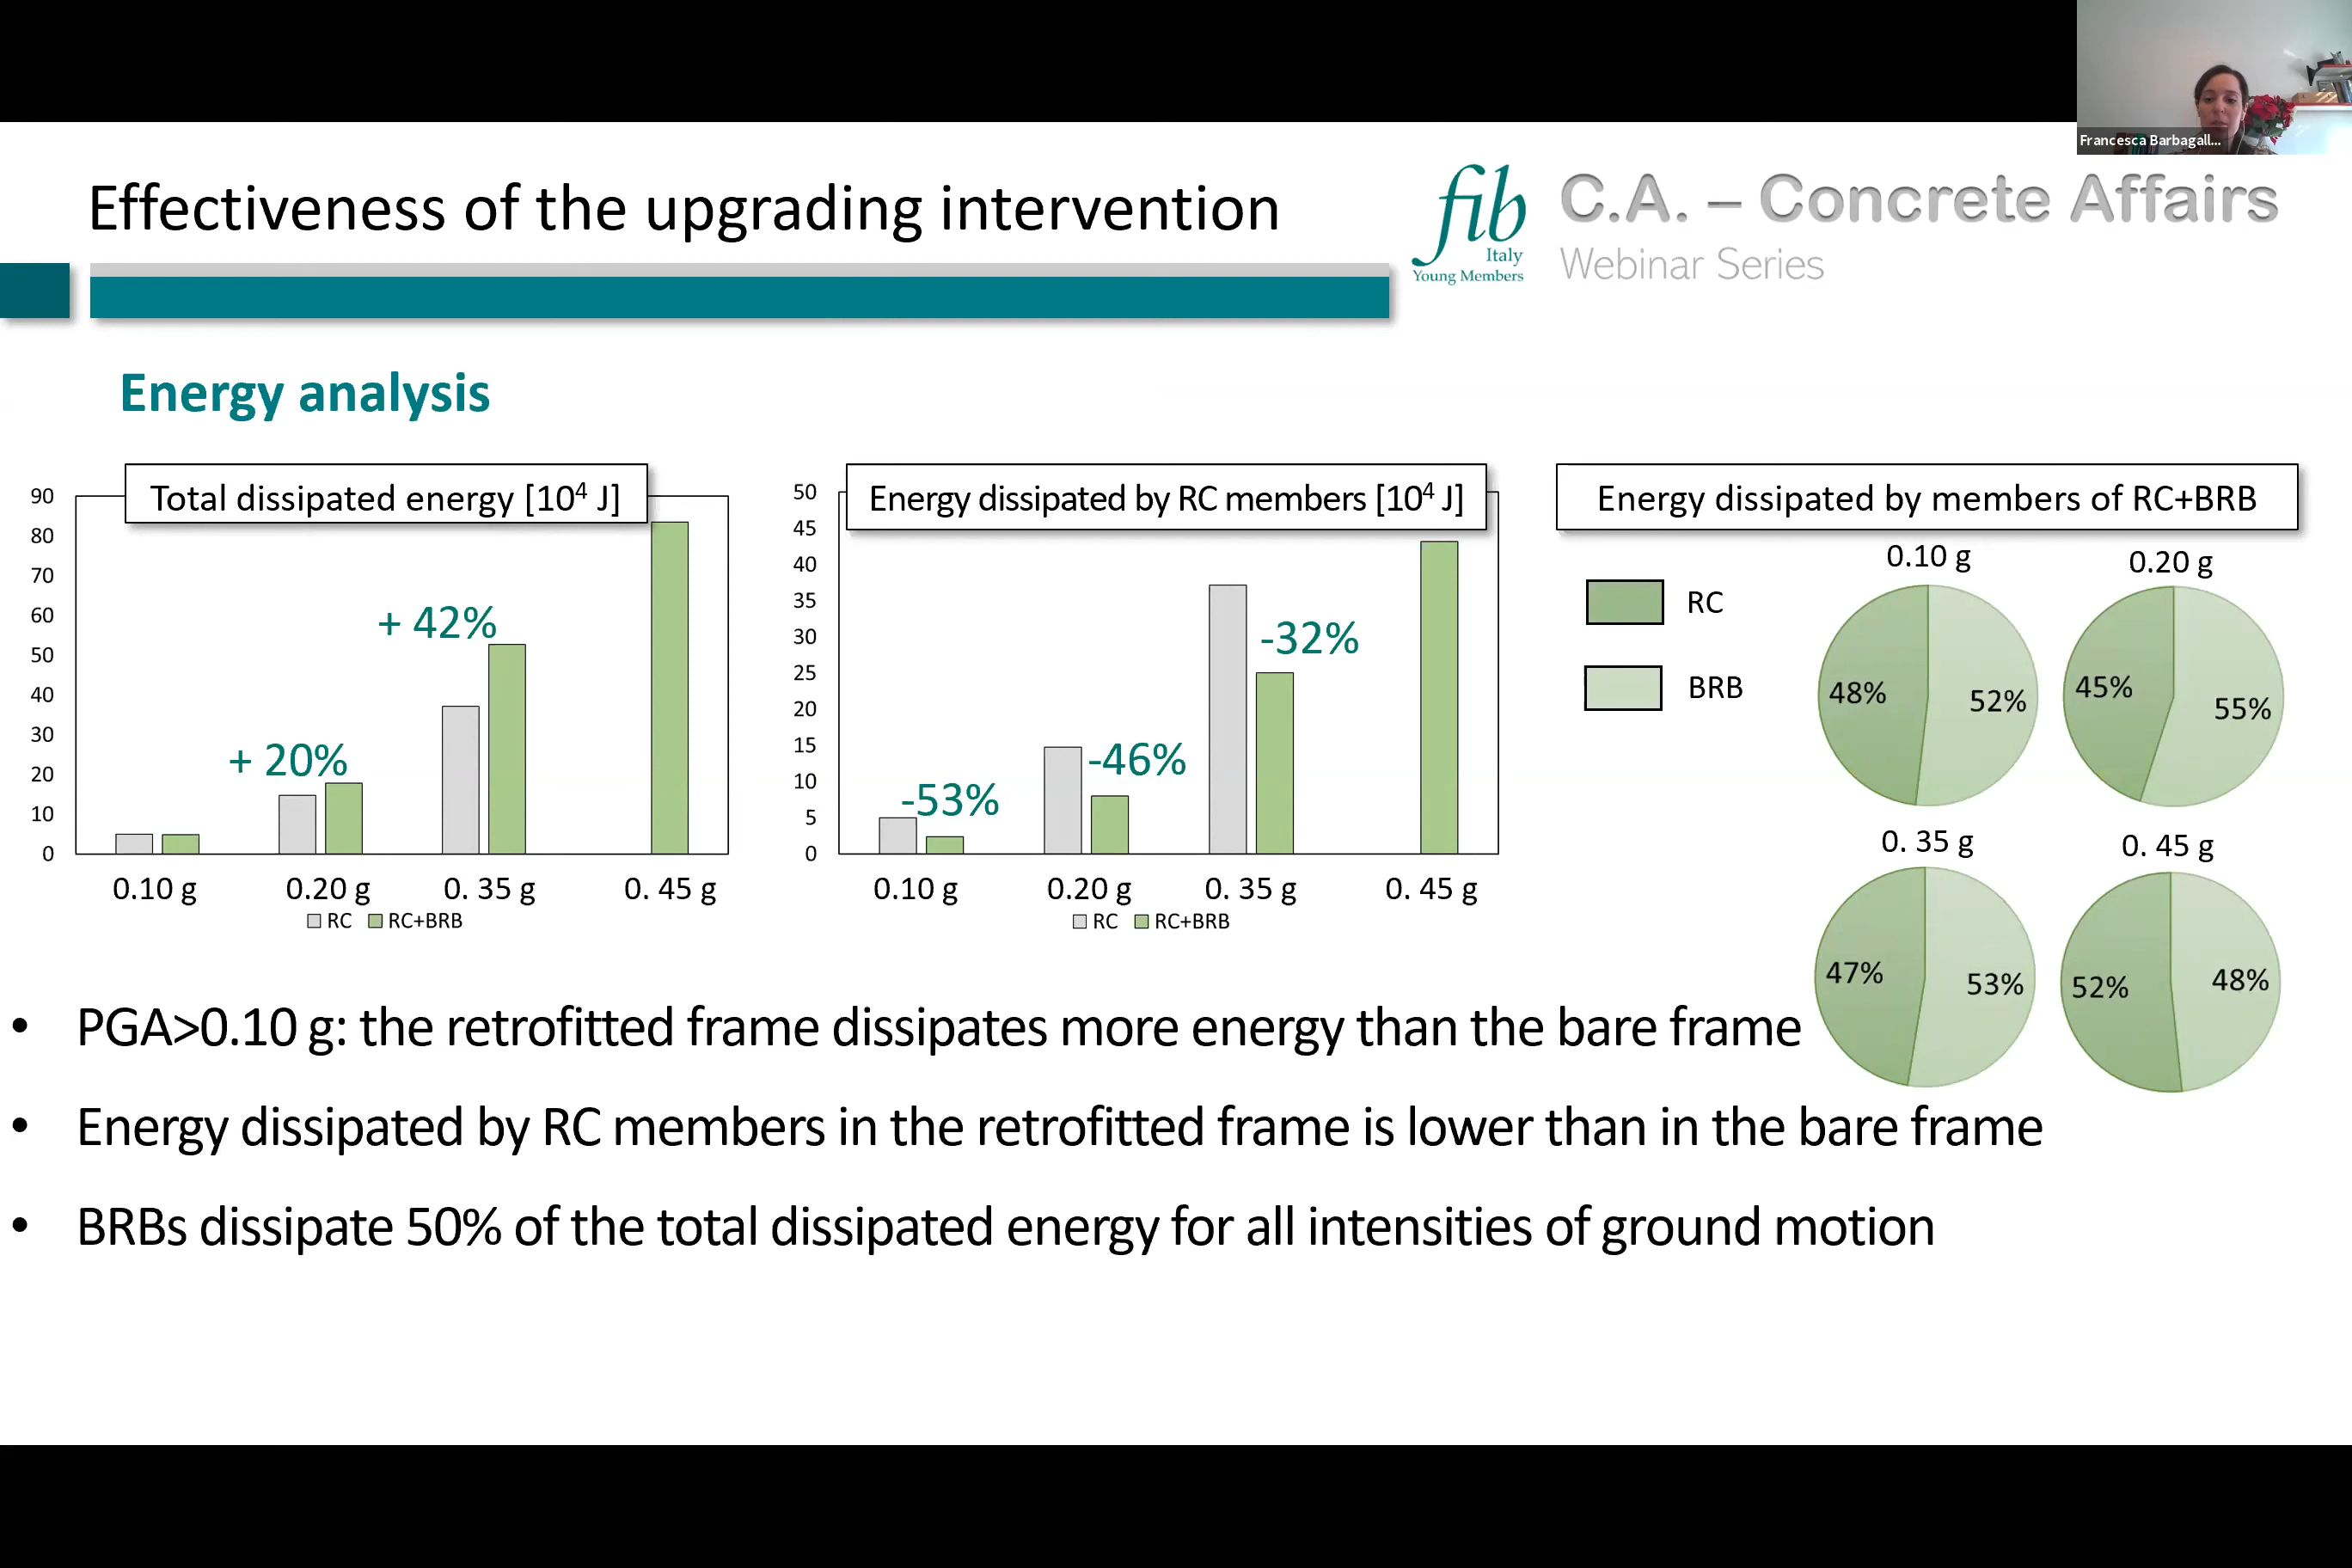 Francesca Barbagall...
Effectiveness of the upgrading intervention
fib
Italy
Young Members
C.A. – Concrete Affairs
Webinar Series
Energy analysis
Total dissipated energy [10⁴ J]
90
80
70
60
50
40
30
20
10
0
+ 20%
+ 42%
0.10 g
0.20 g
0. 35 g
0. 45 g
RC
RC+BRB
Energy dissipated by RC members [10⁴ J]
50
45
40
35
30
25
20
15
10
5
0
-53%
-46%
-32%
0.10 g
0.20 g
0. 35 g
0. 45 g
RC
RC+BRB
Energy dissipated by members of RC+BRB
RC
BRB
0.10 g
48%
52%
0.20 g
45%
55%
0. 35 g
47%
53%
0. 45 g
52%
48%
• PGA>0.10 g: the retrofitted frame dissipates more energy than the bare frame
• Energy dissipated by RC members in the retrofitted frame is lower than in the bare frame
• BRBs dissipate 50% of the total dissipated energy for all intensities of ground motion